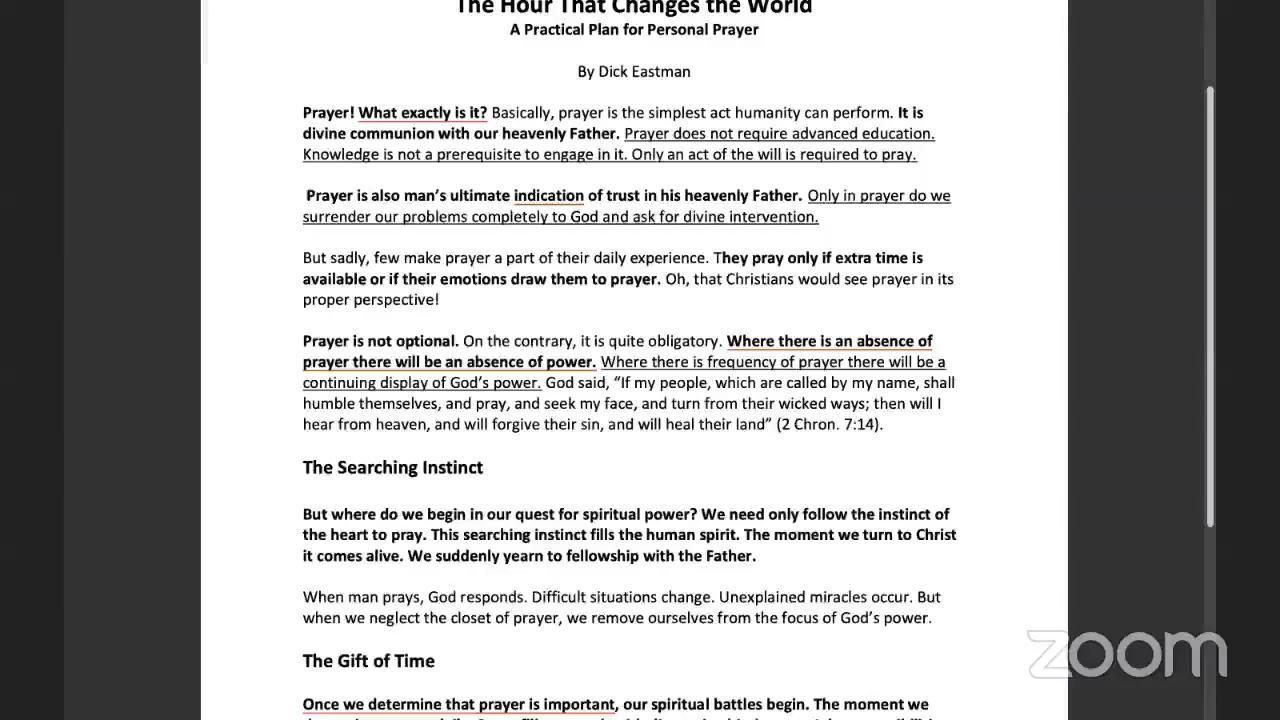 The Hour That Changes the World
A Practical Plan for Personal Prayer
By Dick Eastman
Prayer! What exactly is it? Basically, prayer is the simplest act humanity can perform. It is
divine communion with our heavenly Father. Prayer does not require advanced education.
Knowledge is not a prerequisite to engage in it. Only an act of the will is required to pray.
Prayer is also man's ultimate indication of trust in his heavenly Father. Only in prayer do we
surrender our problems completely to God and ask for divine intervention.
But sadly, few make prayer a part of their daily experience. They pray only if extra time is
available or if their emotions draw them to prayer. Oh, that Christians would see prayer in its
proper perspective!
Prayer is not optional. On the contrary, it is quite obligatory. Where there is an absence of
prayer there will be an absence of power. Where there is frequency of prayer there will be a
continuing display of God's power. God said, “If my people, which are called by my name, shall
humble themselves, and pray, and seek my face, and turn from their wicked ways; then will I
hear from heaven, and will forgive their sin, and will heal their land” (2 Chron. 7:14).
The Searching Instinct
But where do we begin in our quest for spiritual power? We need only follow the instinct of
the heart to pray. This searching instinct fills the human spirit. The moment we turn to Christ
it comes alive. We suddenly yearn to fellowship with the Father.
When man prays, God responds. Difficult situations change. Unexplained miracles occur. But
when we neglect the closet of prayer, we remove ourselves from the focus of God's power.
zoom
The Gift of Time
Once we determine that prayer is important, our spiritual battles begin. The moment we